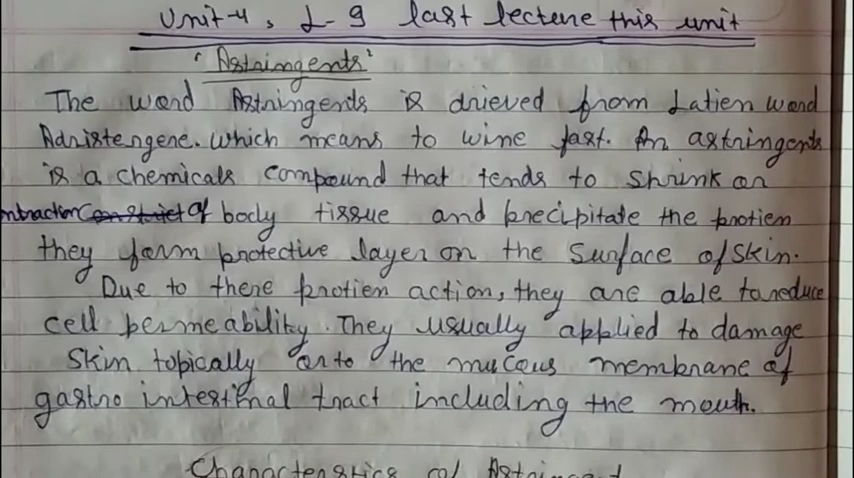 Unit-4, L-9 last lecture this unit
'Astringents'
The word Astringents is drieved from Latien word
Adristengene. which means to wine fast. An astringents
is a chemicals compound that tends to shrink or
ntraction of body tissue and precipitate the protien
they form protective layer on the surface of skin.
Due to there protien action, they are able to reduce
cell permeability. They usually applied to damage
skin topically or to the mucous membrane of
gastro intestinal tract including the mouth.
Characteristics of Astringent